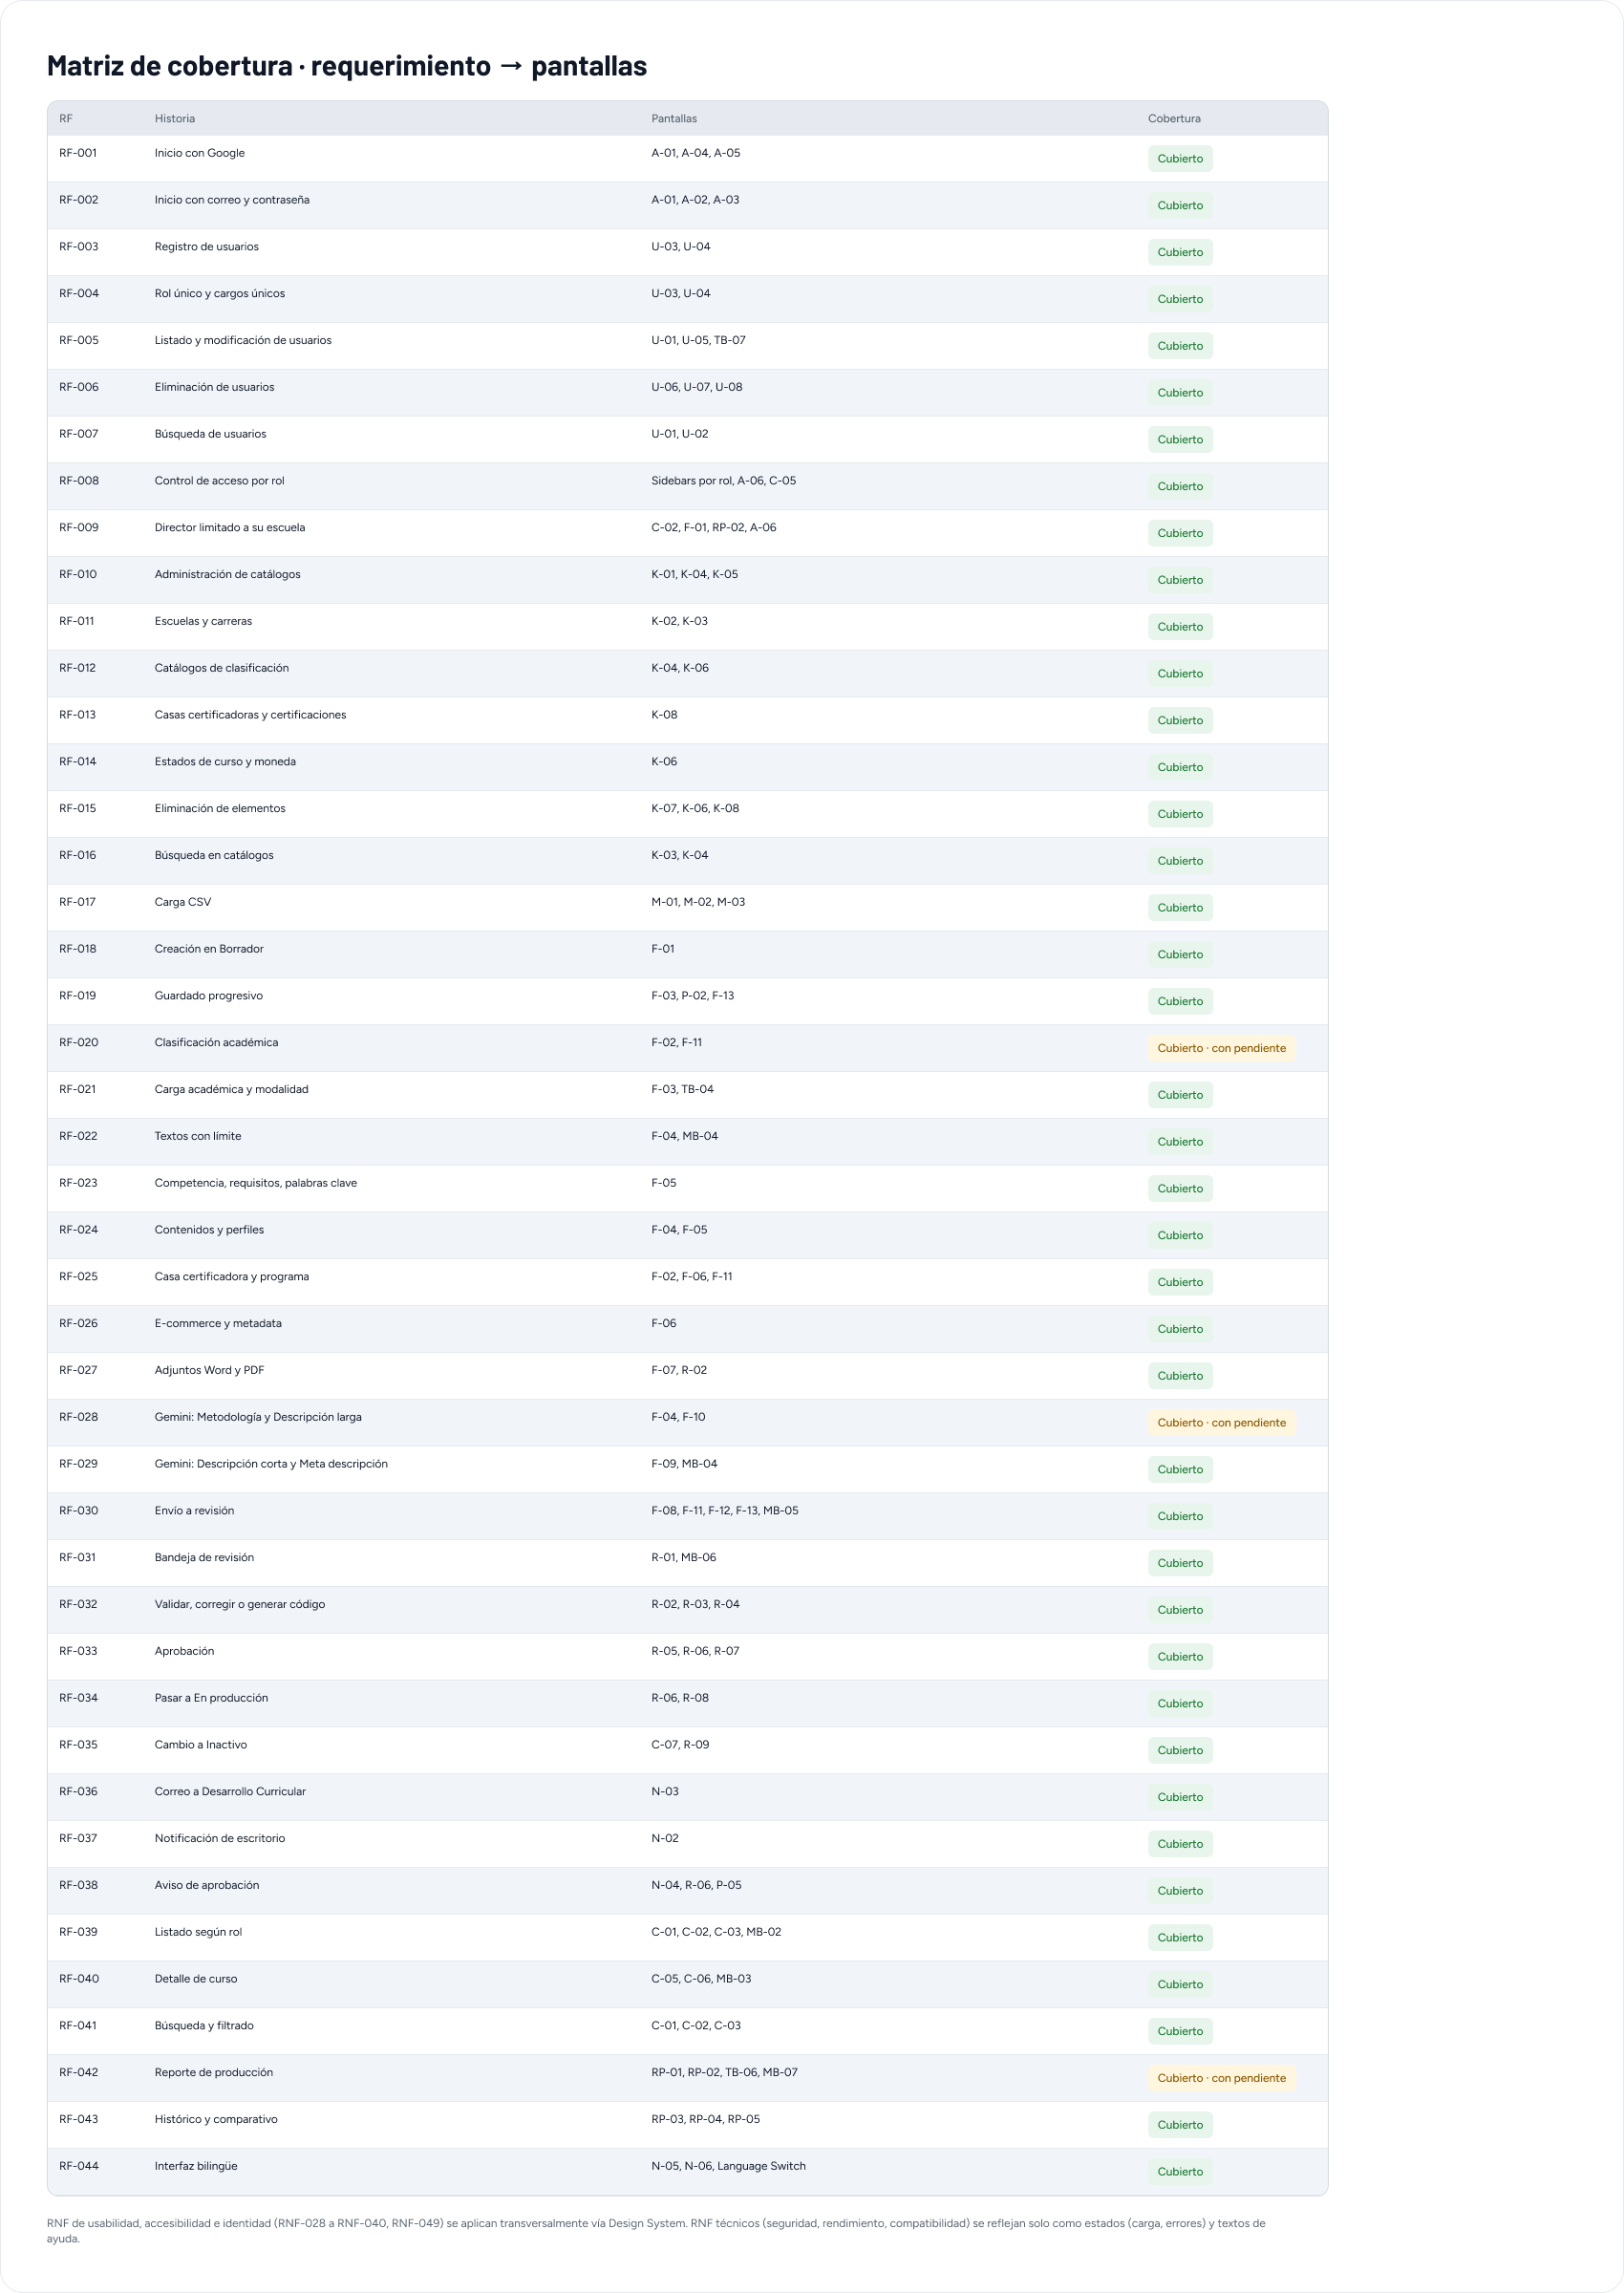 Matriz de cobertura · requerimiento → pantallas
RF Historia Pantallas Cobertura
RF-001 Inicio con Google A-01, A-04, A-05 Cubierto
RF-002 Inicio con correo y contraseña A-01, A-02, A-03 Cubierto
RF-003 Registro de usuarios U-03, U-04 Cubierto
RF-004 Rol único y cargos únicos U-03, U-04 Cubierto
RF-005 Listado y modificación de usuarios U-01, U-05, TB-07 Cubierto
RF-006 Eliminación de usuarios U-06, U-07, U-08 Cubierto
RF-007 Búsqueda de usuarios U-01, U-02 Cubierto
RF-008 Control de acceso por rol Sidebars por rol, A-06, C-05 Cubierto
RF-009 Director limitado a su escuela C-02, F-01, RP-02, A-06 Cubierto
RF-010 Administración de catálogos K-01, K-04, K-05 Cubierto
RF-011 Escuelas y carreras K-02, K-03 Cubierto
RF-012 Catálogos de clasificación K-04, K-06 Cubierto
RF-013 Casas certificadoras y certificaciones K-08 Cubierto
RF-014 Estados de curso y moneda K-06 Cubierto
RF-015 Eliminación de elementos K-07, K-06, K-08 Cubierto
RF-016 Búsqueda en catálogos K-03, K-04 Cubierto
RF-017 Carga CSV M-01, M-02, M-03 Cubierto
RF-018 Creación en Borrador F-01 Cubierto
RF-019 Guardado progresivo F-03, P-02, F-13 Cubierto
RF-020 Clasificación académica F-02, F-11 Cubierto · con pendiente
RF-021 Carga académica y modalidad F-03, TB-04 Cubierto
RF-022 Textos con límite F-04, MB-04 Cubierto
RF-023 Competencia, requisitos, palabras clave F-05 Cubierto
RF-024 Contenidos y perfiles F-04, F-05 Cubierto
RF-025 Casa certificadora y programa F-02, F-06, F-11 Cubierto
RF-026 E-commerce y metadata F-06 Cubierto
RF-027 Adjuntos Word y PDF F-07, R-02 Cubierto
RF-028 Gemini: Metodología y Descripción larga F-04, F-10 Cubierto · con pendiente
RF-029 Gemini: Descripción corta y Meta descripción F-09, MB-04 Cubierto
RF-030 Envío a revisión F-08, F-11, F-12, F-13, MB-05 Cubierto
RF-031 Bandeja de revisión R-01, MB-06 Cubierto
RF-032 Validar, corregir o generar código R-02, R-03, R-04 Cubierto
RF-033 Aprobación R-05, R-06, R-07 Cubierto
RF-034 Pasar a En producción R-06, R-08 Cubierto
RF-035 Cambio a Inactivo C-07, R-09 Cubierto
RF-036 Correo a Desarrollo Curricular N-03 Cubierto
RF-037 Notificación de escritorio N-02 Cubierto
RF-038 Aviso de aprobación N-04, R-06, P-05 Cubierto
RF-039 Listado según rol C-01, C-02, C-03, MB-02 Cubierto
RF-040 Detalle de curso C-05, C-06, MB-03 Cubierto
RF-041 Búsqueda y filtrado C-01, C-02, C-03 Cubierto
RF-042 Reporte de producción RP-01, RP-02, TB-06, MB-07 Cubierto · con pendiente
RF-043 Histórico y comparativo RP-03, RP-04, RP-05 Cubierto
RF-044 Interfaz bilingüe N-05, N-06, Language Switch Cubierto
RNF de usabilidad, accesibilidad e identidad (RNF-028 a RNF-040, RNF-049) se aplican transversalmente vía Design System. RNF técnicos (seguridad, rendimiento, compatibilidad) se reflejan solo como estados (carga, errores) y textos de
ayuda.